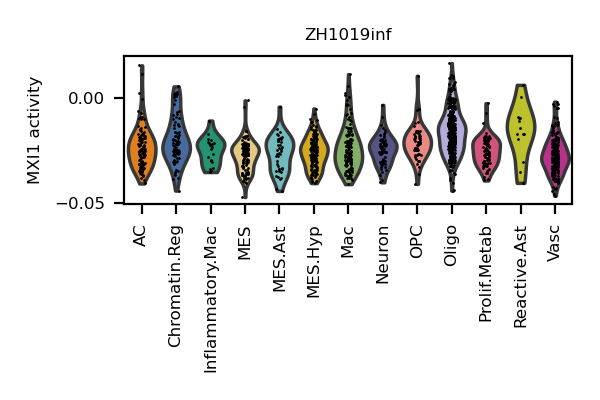 ZH1019inf
MXI1 activity
0.00
−0.05
AC
Chromatin.Reg
Inflammatory.Mac
MES
MES.Ast
MES.Hyp
Mac
Neuron
OPC
Oligo
Prolif.Metab
Reactive.Ast
Vasc